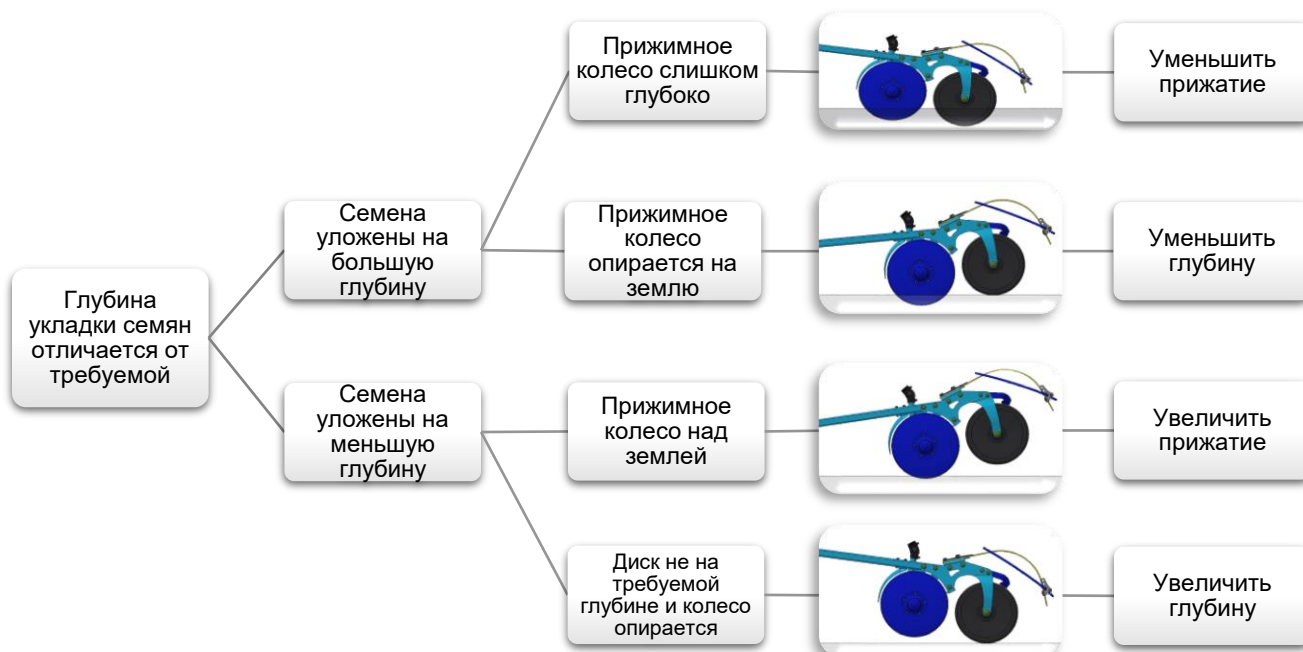 Глубина
укладки семян
отличается от
требуемой
Семена
уложены на
большую
глубину
Прижимное
колесо слишком
глубоко
Уменьшить
прижатие
Прижимное
колесо
опирается на
землю
Уменьшить
глубину
Семена
уложены на
меньшую
глубину
Прижимное
колесо над
землей
Увеличить
прижатие
Диск не на
требуемой
глубине и колесо
опирается
Увеличить
глубину